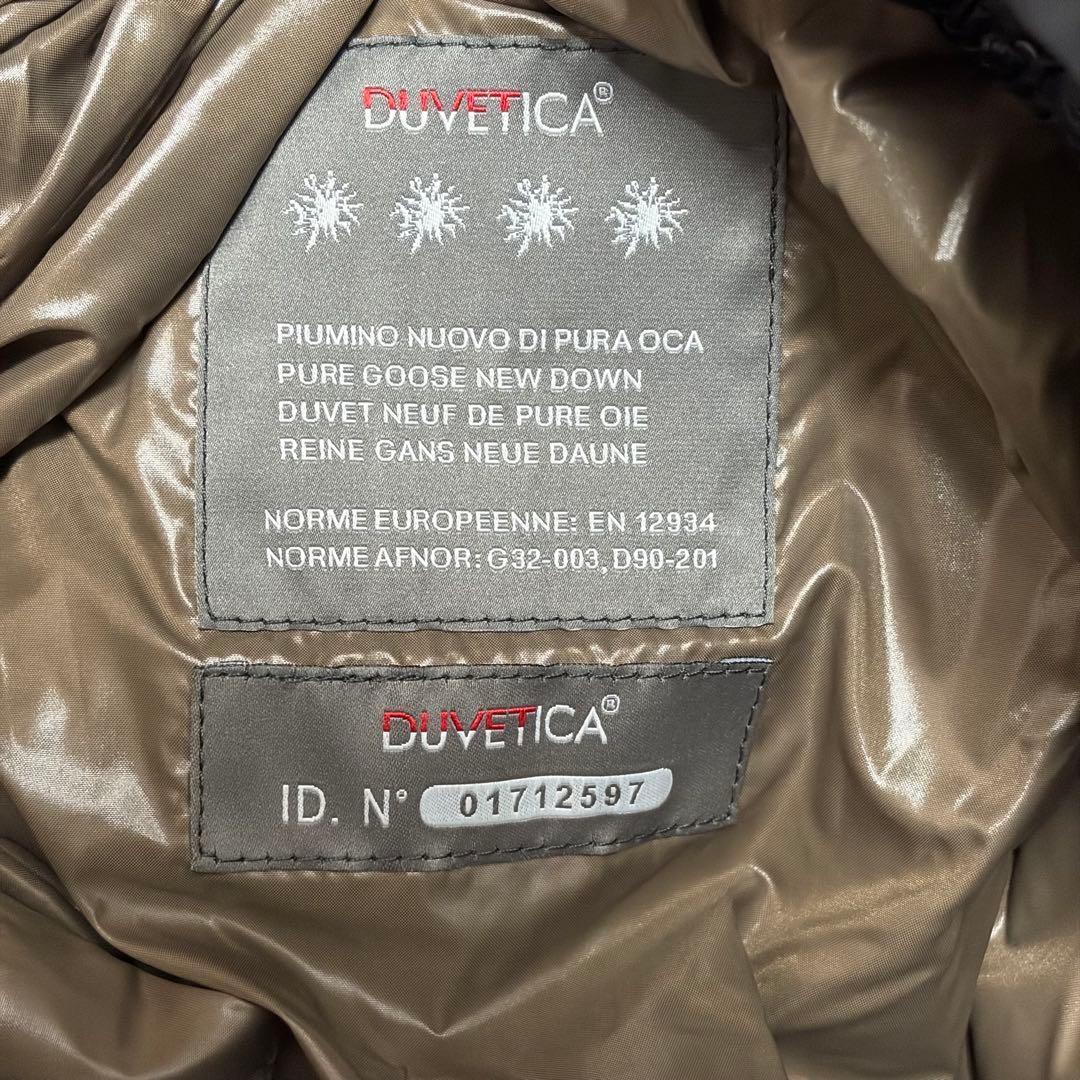 DUVETICA®
PIUMINO NUOVO DI PURA OCA
PURE GOOSE NEW DOWN
DUVET NEUF DE PURE OIE
REINE GANS NEUE DAUNE
NORME EUROPEENNE: EN 12934
NORME AFNOR: G32-003, D90-201
DUVETICA®
ID. N° 01712597